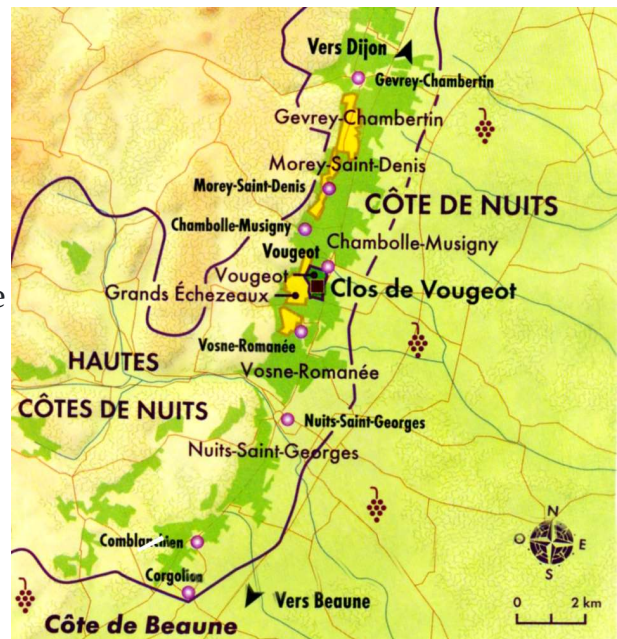 Vers Dijon
Gevrey-Chambertin
Gevrey-Chambertin
Morey-Saint-Denis
Morey-Saint-Denis
CÔTE DE NUITS
Chambolle-Musigny
Chambolle-Musigny
Vougeot
Vougeot
e
Grands Échezeaux
Clos de Vougeot
Vosne-Romanée
HAUTES
Vosne-Romanée
CÔTES DE NUITS
Nuits-Saint-Georges
Nuits-Saint-Georges
N
O
E
S
Comblanchien
Corgolion
Vers Beaune
0 2 km
Côte de Beaune